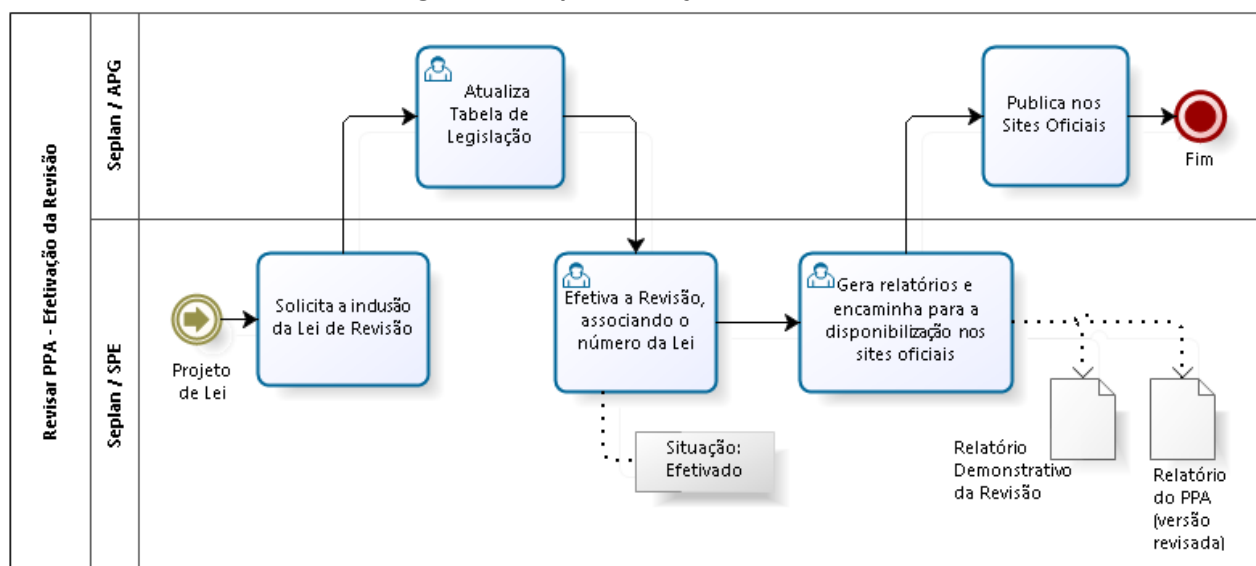 Revisar PPA - Efetivação da Revisão
Seplan / APG
Atualiza
Tabela de
Legislação
Publica nos
Sites Oficiais
Fim
Seplan / SPE
Projeto
de Lei
Solicita a inclusão
da Lei de Revisão
Efetiva a Revisão,
associando o
número da Lei
Situação:
Efetivado
Gera relatórios e
encaminha para a
disponibilização nos
sites oficiais
Relatório
Demonstrativo
da Revisão
Relatório
do PPA
(versão
revisada)